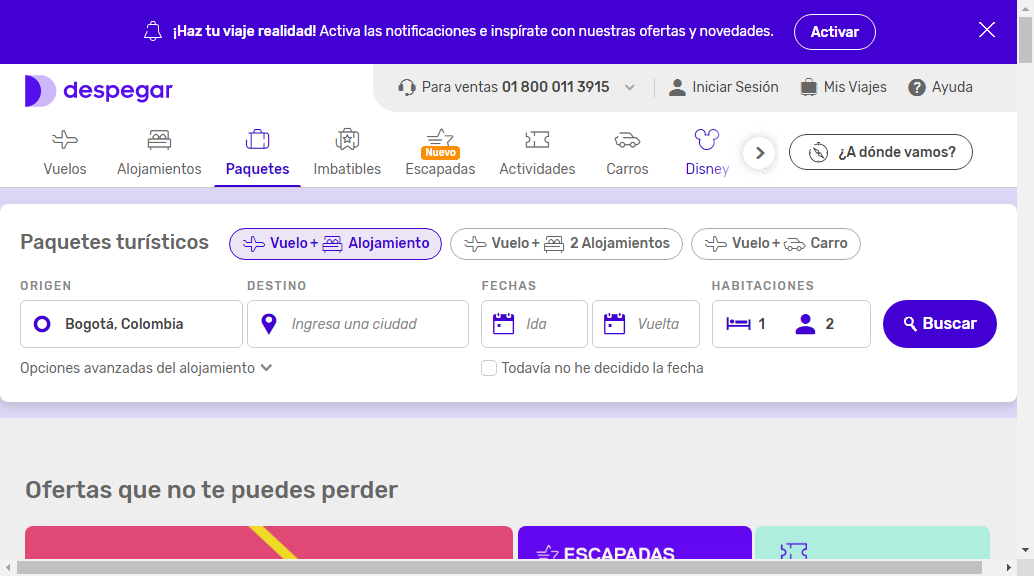 ¡Haz tu viaje realidad! Activa las notificaciones e inspírate con nuestras ofertas y novedades. Activar
despegar
Para ventas 01 800 011 3915 Iniciar Sesión Mis Viajes Ayuda
Nuevo
Vuelos Alojamientos Paquetes Imbatibles Escapadas Actividades Carros Disney ¿A dónde vamos?
Paquetes turísticos Vuelo + Alojamiento Vuelo + 2 Alojamientos Vuelo + Carro
ORIGEN DESTINO FECHAS HABITACIONES
Bogotá, Colombia Ingresa una ciudad Ida Vuelta 1 2 Buscar
Opciones avanzadas del alojamiento Todavía no he decidido la fecha
Ofertas que no te puedes perder
ESCAPADAS